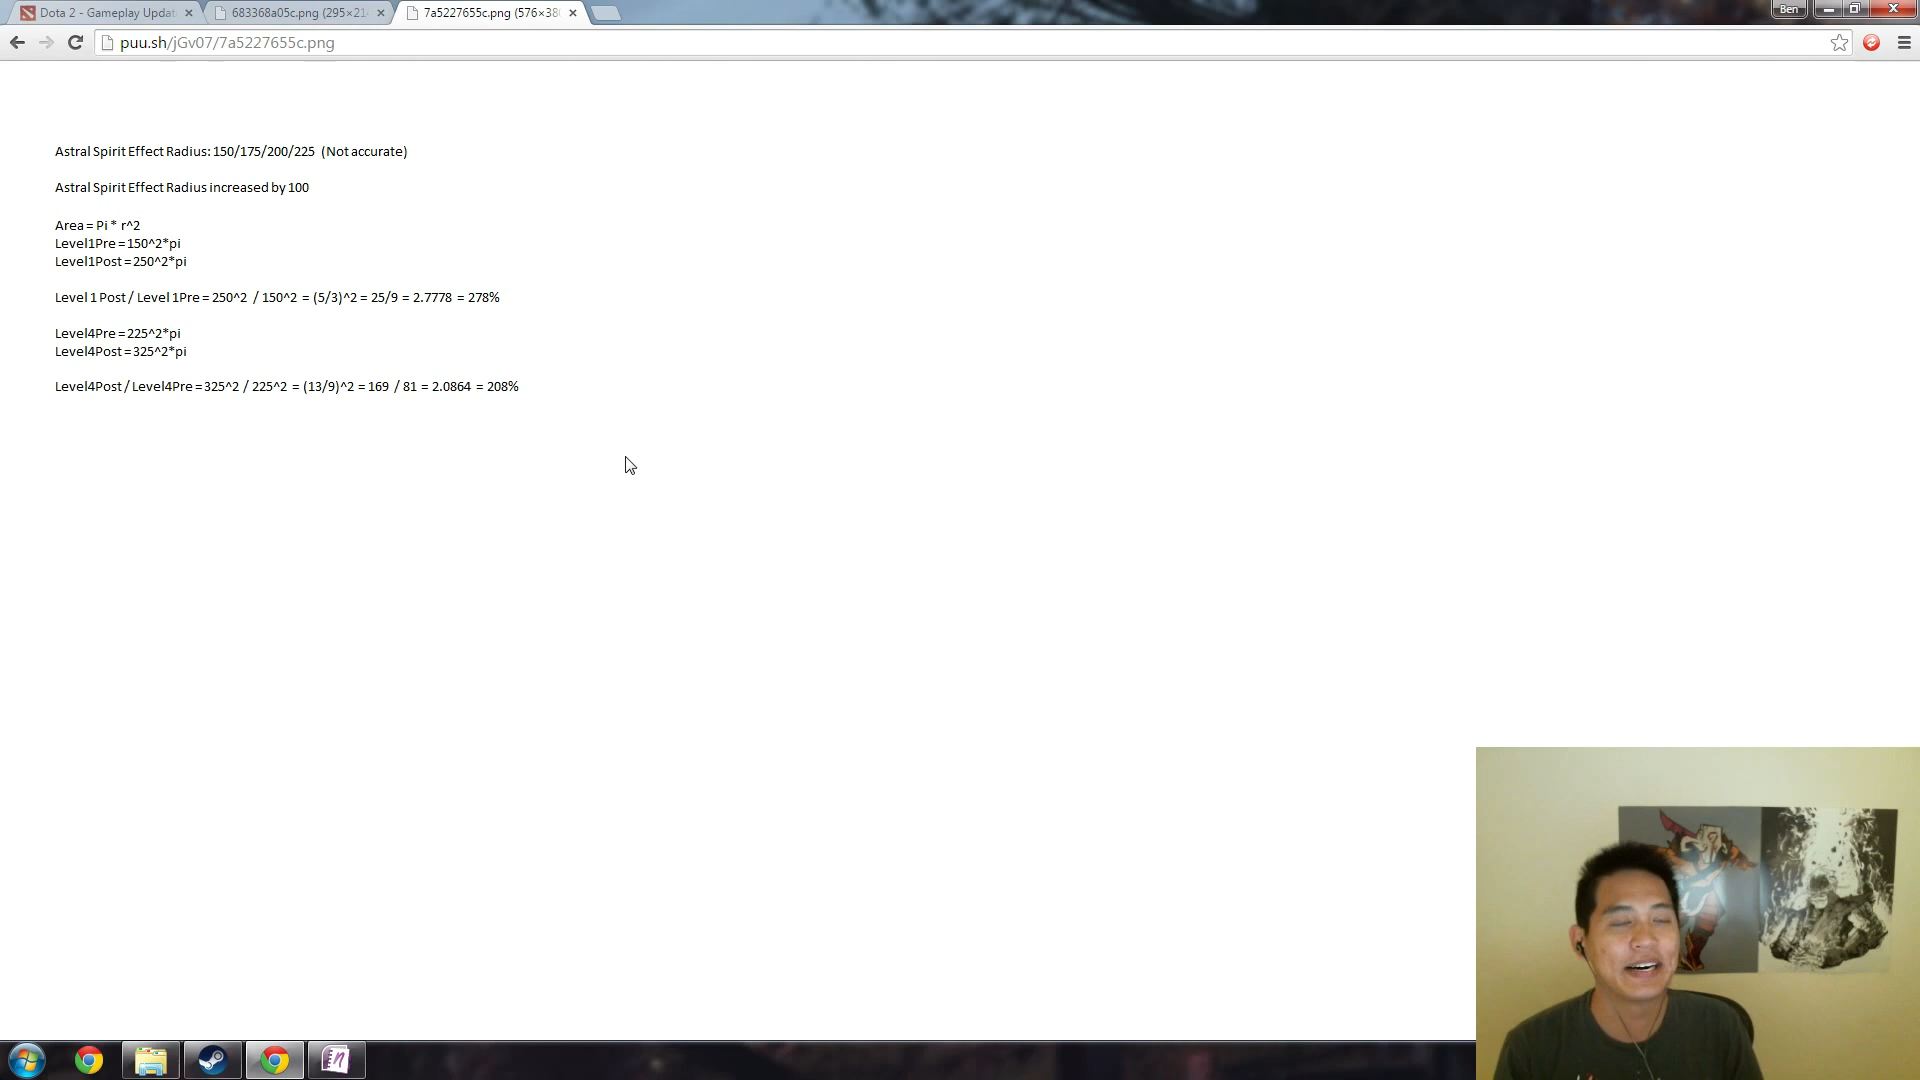 Dota 2 - Gameplay Updat
683368a05c.png (295×21
7a5227655c.png (576×38
Ben
puu.sh/jGv07/7a5227655c.png
Astral Spirit Effect Radius: 150/175/200/225 (Not accurate)
Astral Spirit Effect Radius increased by 100
Area = Pi * r^2
Level1Pre = 150^2*pi
Level1Post = 250^2*pi
Level 1 Post / Level 1Pre = 250^2 / 150^2 = (5/3)^2 = 25/9 = 2.7778 = 278%
Level4Pre = 225^2*pi
Level4Post = 325^2*pi
Level4Post / Level4Pre = 325^2 / 225^2 = (13/9)^2 = 169 / 81 = 2.0864 = 208%